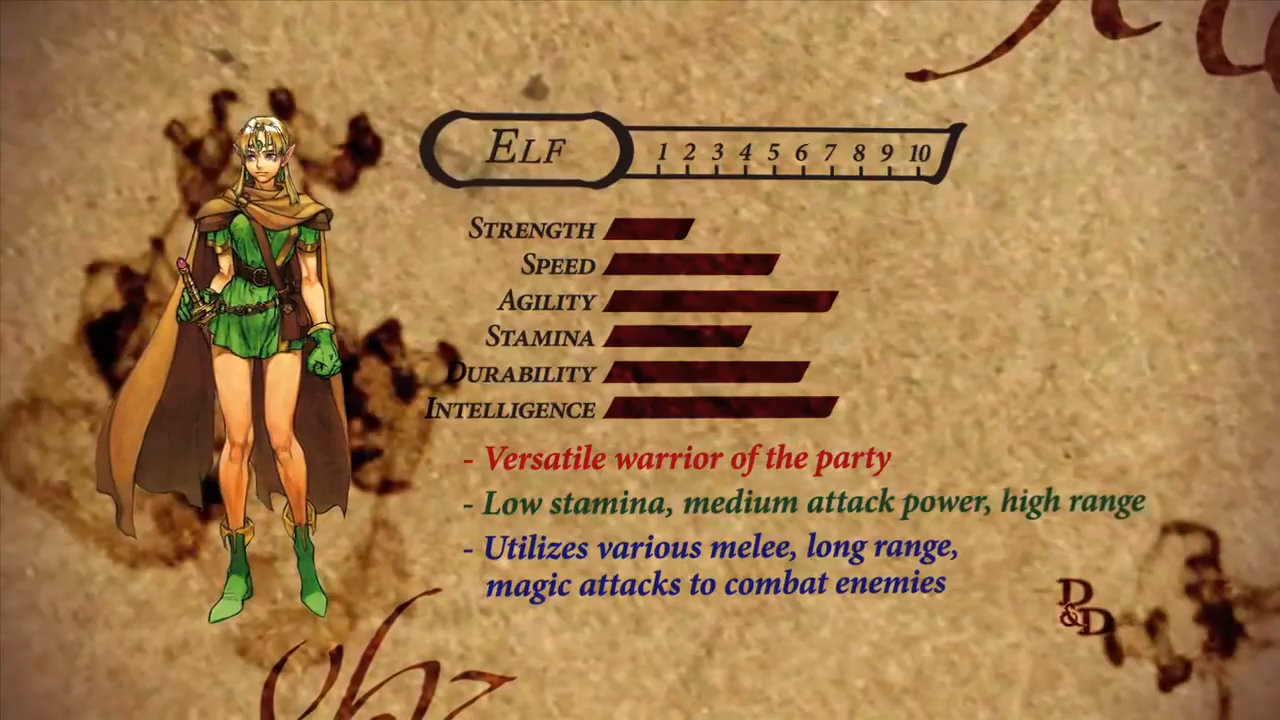 Elf
1 2 3 4 5 6 7 8 9 10
Strength
Speed
Agility
Stamina
Durability
Intelligence
- Versatile warrior of the party
- Low stamina, medium attack power, high range
- Utilizes various melee, long range,
magic attacks to combat enemies
D&D